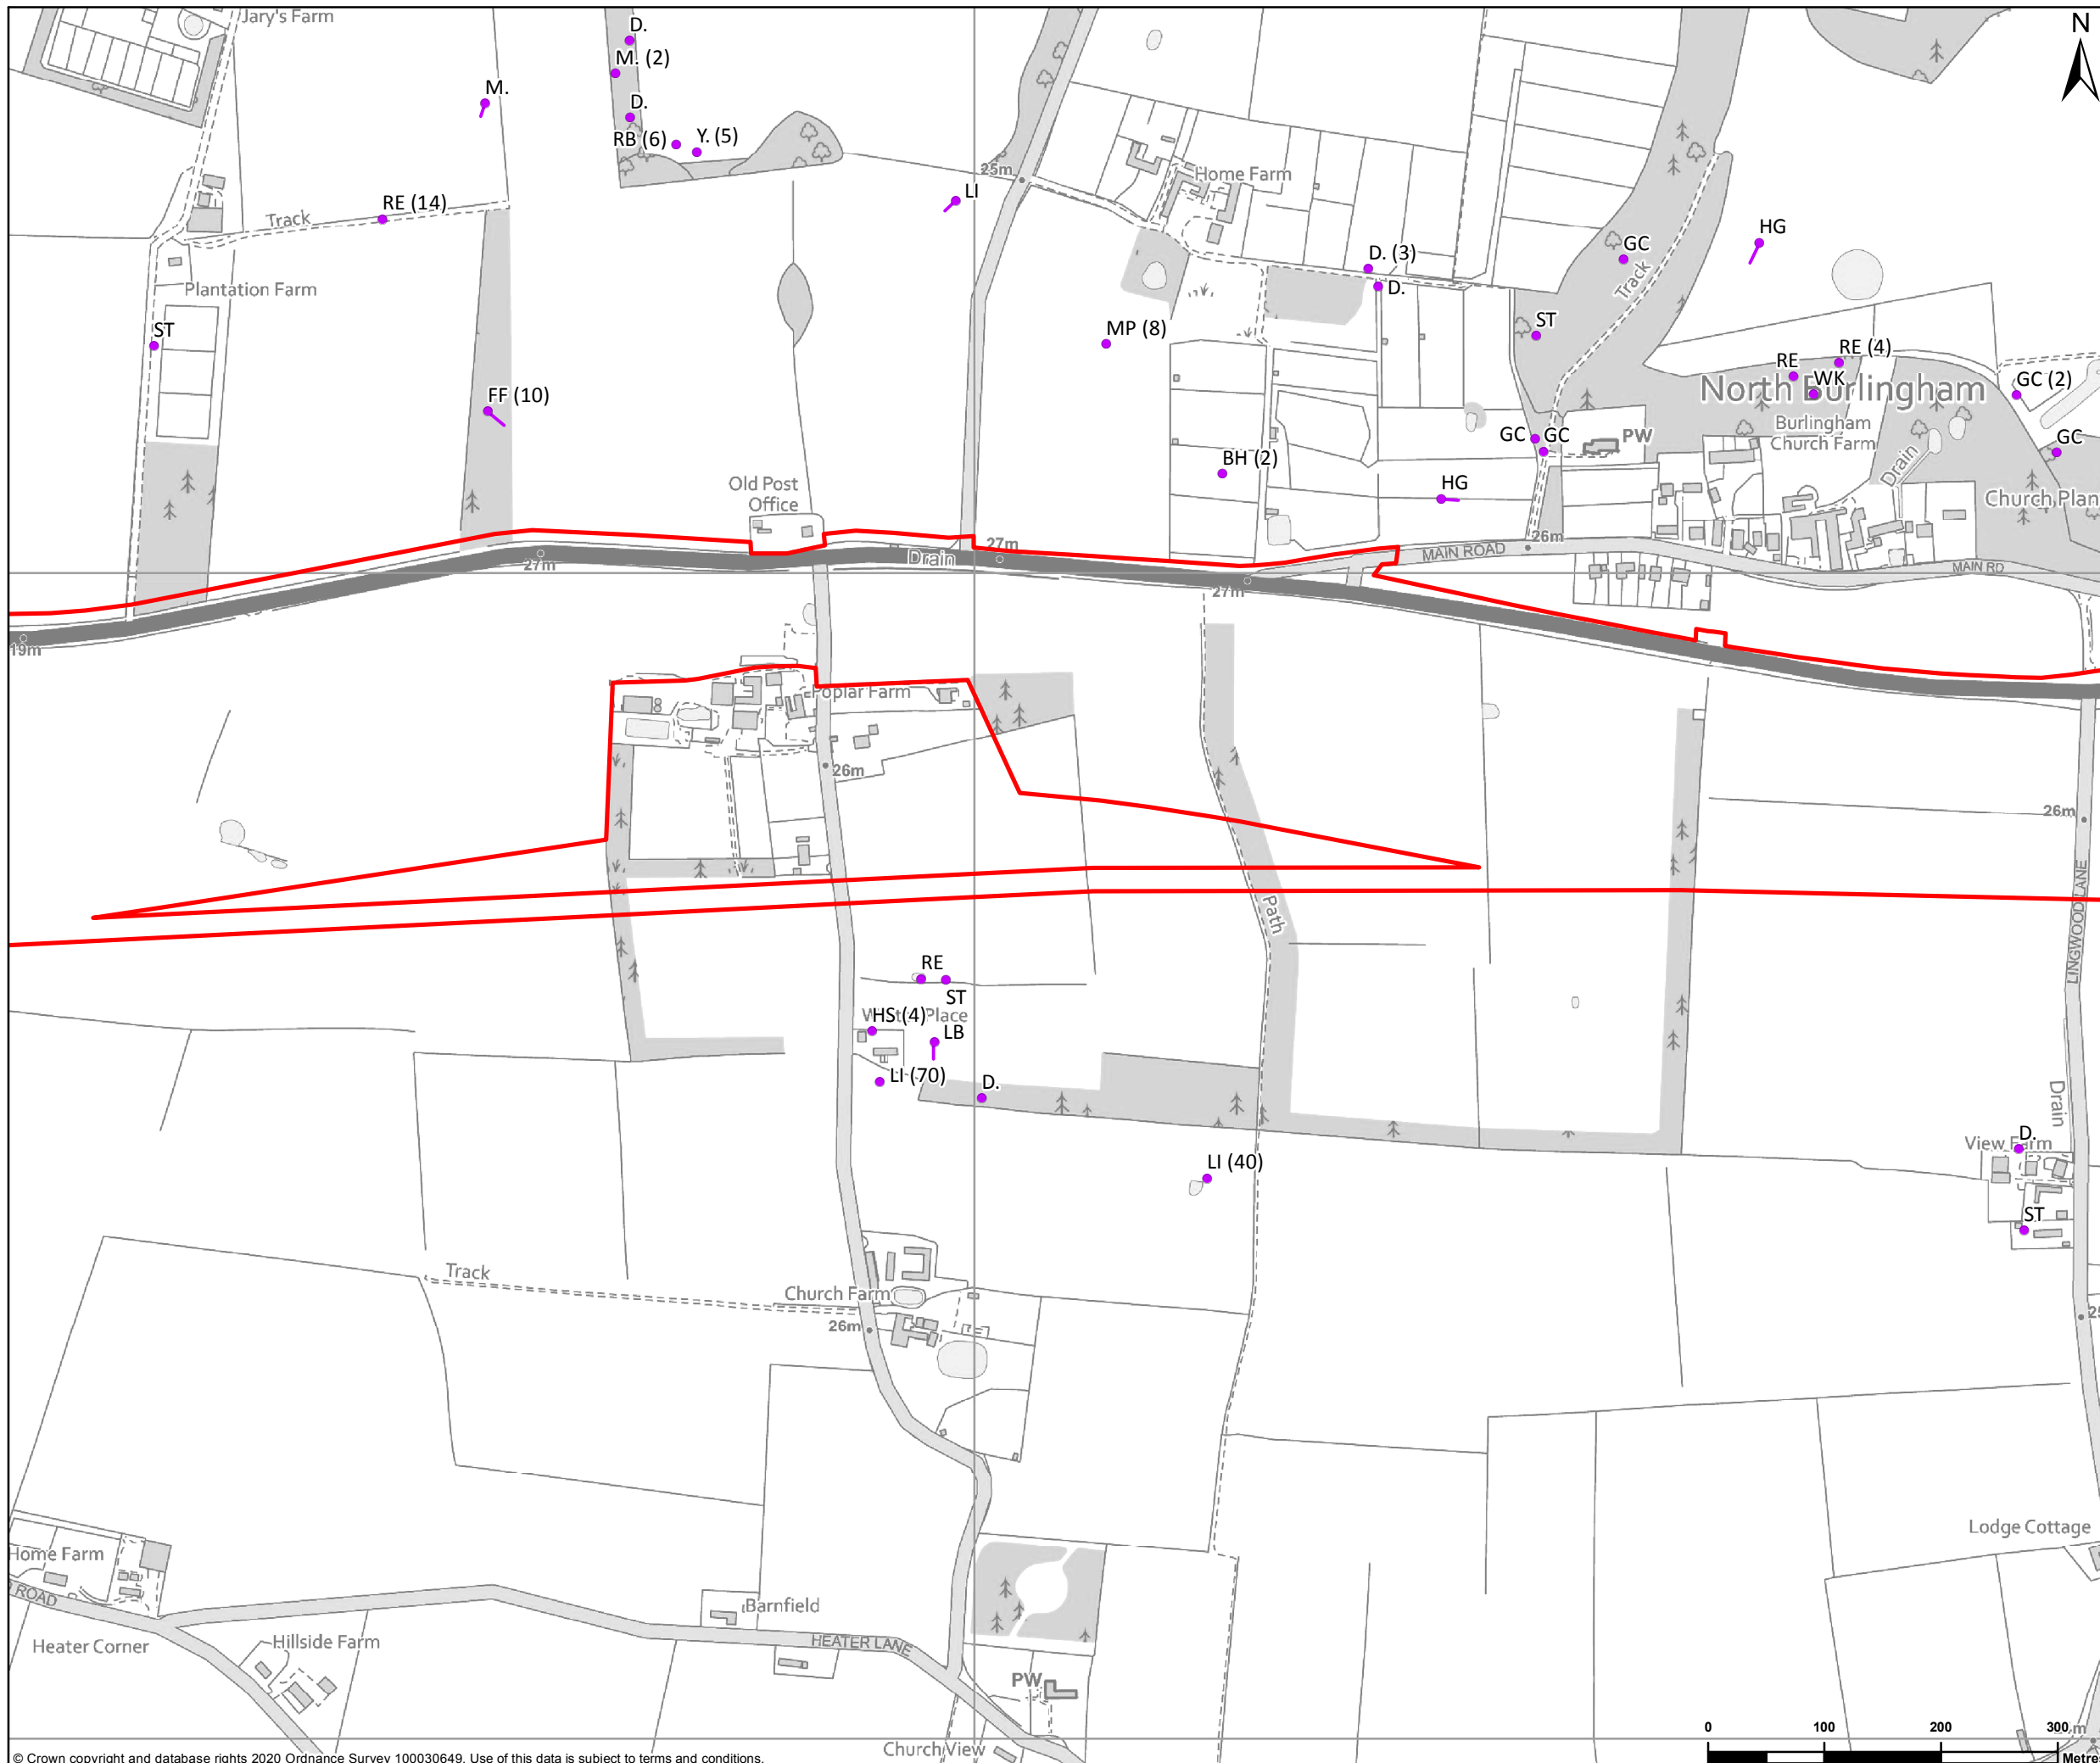 Jary's Farm
D.
N
M. (2)
M.
D.
RB (6)
Y. (5)
25m
Home Farm
LI
RE (14)
Track
HG
GC
D. (3)
Track
Plantation Farm
D.
ST
MP (8)
ST
RE
RE (4)
WK
GC (2)
North Burlingham
FF (10)
Burlingham
Church Farm
GC
GC
PW
GC
BH (2)
Drain
HG
Old Post
Office
Church Plan
27m
26m
MAIN ROAD
Drain
27m
MAIN RD
27m
19m
Poplar Farm
26m
26m
LINGWOOD LANE
Path
RE
ST
HS (4)
Place
LB
LI (70)
D.
Drain
D.
View Farm
LI (40)
ST
Track
Church Farm
26m
25
Lodge Cottage
Home Farm
ROAD
Barnfield
Heater Corner
Hillside Farm
HEATER LANE
PW
0 100 200 300
m
Church View
Metre
© Crown copyright and database rights 2020 Ordnance Survey 100030649. Use of this data is subject to terms and conditions.